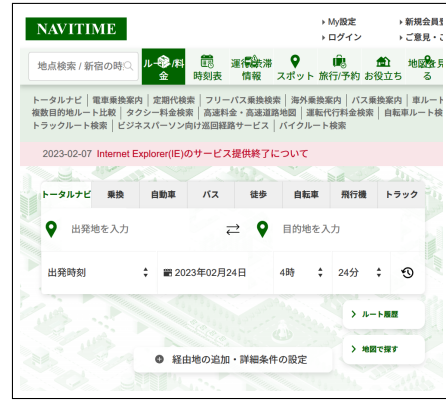 NAVITIME
My設定
新規会員登
ログイン
ご意見・こ
地点検索 / 新宿の時
ルート/料金
時刻表
運行/渋滞情報
スポット
旅行/予約
お役立ち
地図を見る
トータルナビ | 電車乗換案内 | 定期代検索 | フリーパス乗換検索 | 海外乗換案内 | バス乗換案内 | 車ルート
複数目的地ルート比較 | タクシー料金検索 | 高速料金・高速道路地図 | 運転代行料金検索 | 自転車ルート検
トラックルート検索 | ビジネスパーソン向け巡回経路サービス | バイクルート検索
2023-02-07 Internet Explorer(IE)のサービス提供終了について
トータルナビ 乗換 自動車 バス 徒歩 自転車 飛行機 トラック
出発地を入力 目的地を入力
出発時刻 2023年02月24日 4時 24分
ルート履歴
地図で探す
経由地の追加・詳細条件の設定